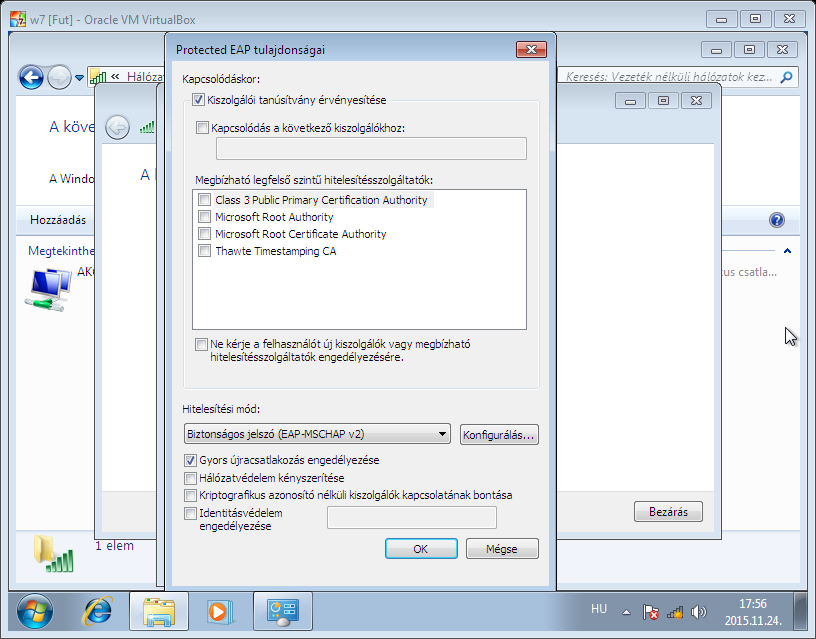 w7 [Fut] - Oracle VM VirtualBox
Protected EAP tulajdonságai
« Hálózat
Keresés: Vezeték nélküli hálózatok kez...
Kapcsolódáskor:
Kiszolgálói tanúsítvány érvényesítése
A köve
Kapcsolódás a következő kiszolgálókhoz:
A Windo
A
Megbízható legfelső szintű hitelesítésszolgáltatók:
Class 3 Public Primary Certification Authority
Hozzáadás
Microsoft Root Authority
Microsoft Root Certificate Authority
Megtekinthe
Thawte Timestamping CA
AK
us csatla...
Ne kérje a felhasználót új kiszolgálók vagy megbízható
hitelesítésszolgáltatók engedélyezésére.
Hitelesítési mód:
Biztonságos jelszó (EAP-MSCHAP v2)
Konfigurálás...
Gyors újracsatlakozás engedélyezése
Hálózatvédelem kényszerítése
Kriptografikus azonosító nélküli kiszolgálók kapcsolatának bontása
Identitásvédelem
engedélyezése
Bezárás
1 elem
OK
Mégse
HU
17:56
2015.11.24.